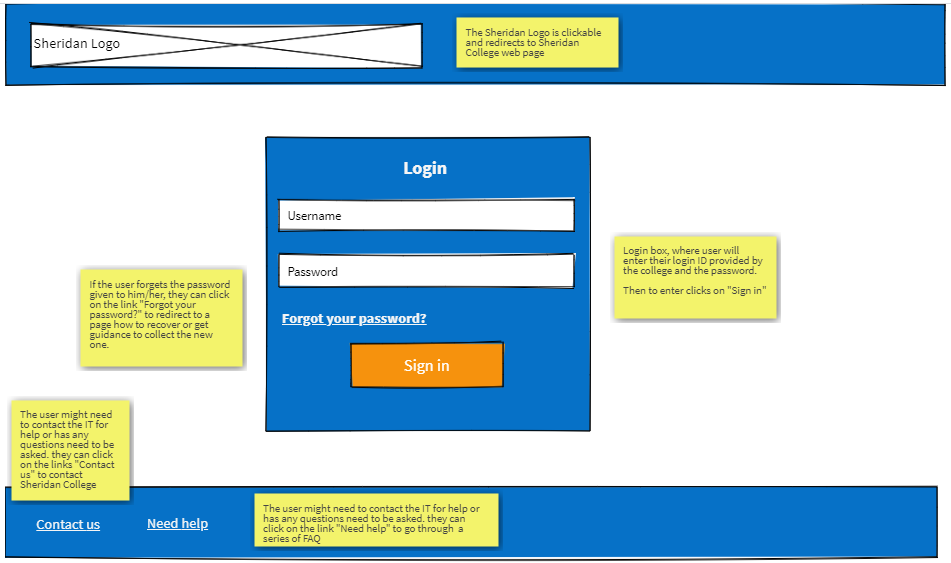 Sheridan Logo
The Sheridan Logo is clickable
and redirects to Sheridan
College web page
Login
Username
Password
Forgot your password?
Sign in
Login box, where user will
enter their login ID provided by
the college and the password.
Then to enter clicks on "Sign in"
If the user forgets the password
given to him/her, they can click
on the link "Forgot your
password?" to redirect to a
page how to recover or get
guidance to collect the new
one.
The user might need
to contact the IT for
help or has any
questions need to be
asked. they can click
on the links "Contact
us" to contact
Sheridan College
Contact us
Need help
The user might need to contact the IT for help or
has any questions need to be asked. they can
click on the link "Need help" to go through a
series of FAQ